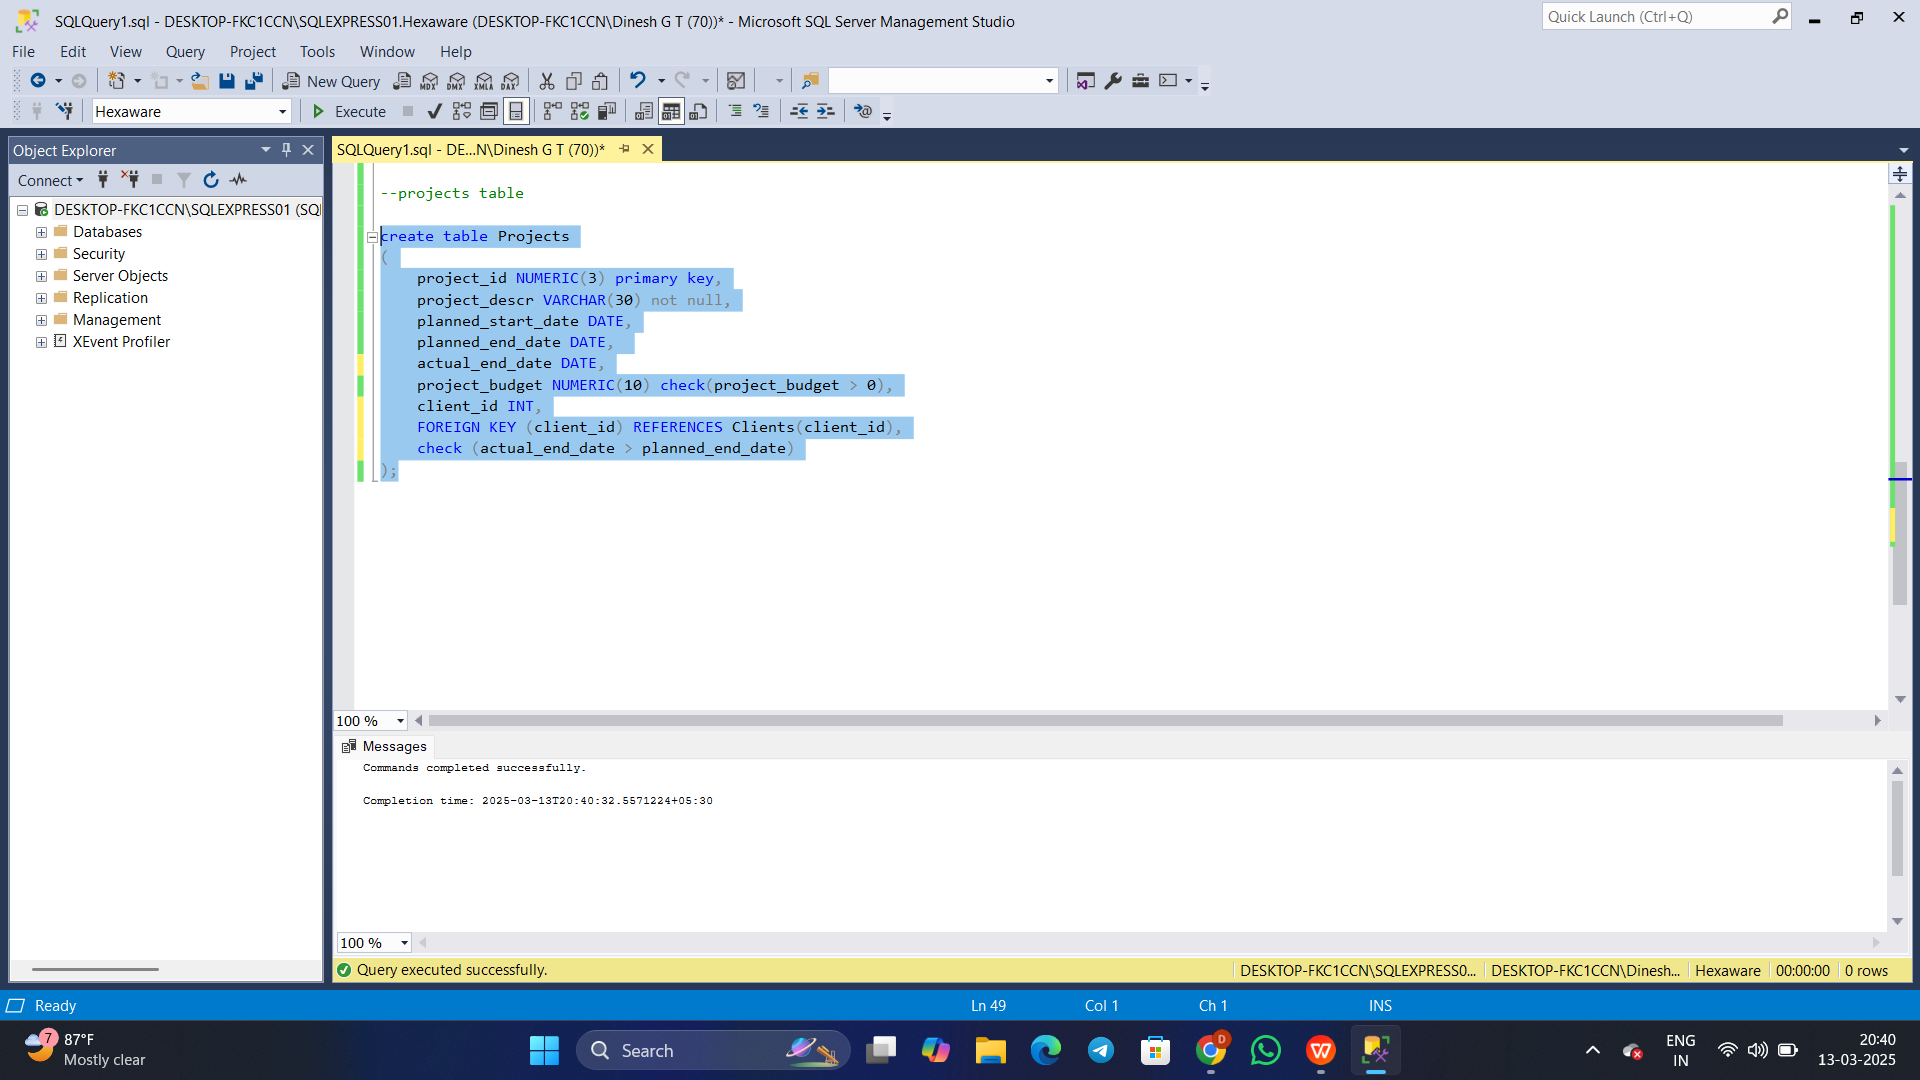 SQLQuery1.sql - DESKTOP-FKC1CCN\SQLEXPRESS01.Hexaware (DESKTOP-FKC1CCN\Dinesh G T (70))* - Microsoft SQL Server Management Studio
Quick Launch (Ctrl+Q)
File Edit View Query Project Tools Window Help
New Query MDX DMX XMLA DAX
Hexaware Execute
Object Explorer
SQLQuery1.sql - DE...N\Dinesh G T (70))*
Connect
DESKTOP-FKC1CCN\SQLEXPRESS01 (SQ
Databases
Security
Server Objects
Replication
Management
XEvent Profiler
--projects table
create table Projects
(
project_id NUMERIC(3) primary key,
project_descr VARCHAR(30) not null,
planned_start_date DATE,
planned_end_date DATE,
actual_end_date DATE,
project_budget NUMERIC(10) check(project_budget > 0),
client_id INT,
FOREIGN KEY (client_id) REFERENCES Clients(client_id),
check (actual_end_date > planned_end_date)
);
100 %
Messages
Commands completed successfully.
Completion time: 2025-03-13T20:40:32.5571224+05:30
100 %
Query executed successfully. DESKTOP-FKC1CCN\SQLEXPRESS0... DESKTOP-FKC1CCN\Dinesh... Hexaware 00:00:00 0 rows
Ready Ln 49 Col 1 Ch 1 INS
7 87°F
Mostly clear
Search
D
W
ENG
IN
20:40
13-03-2025